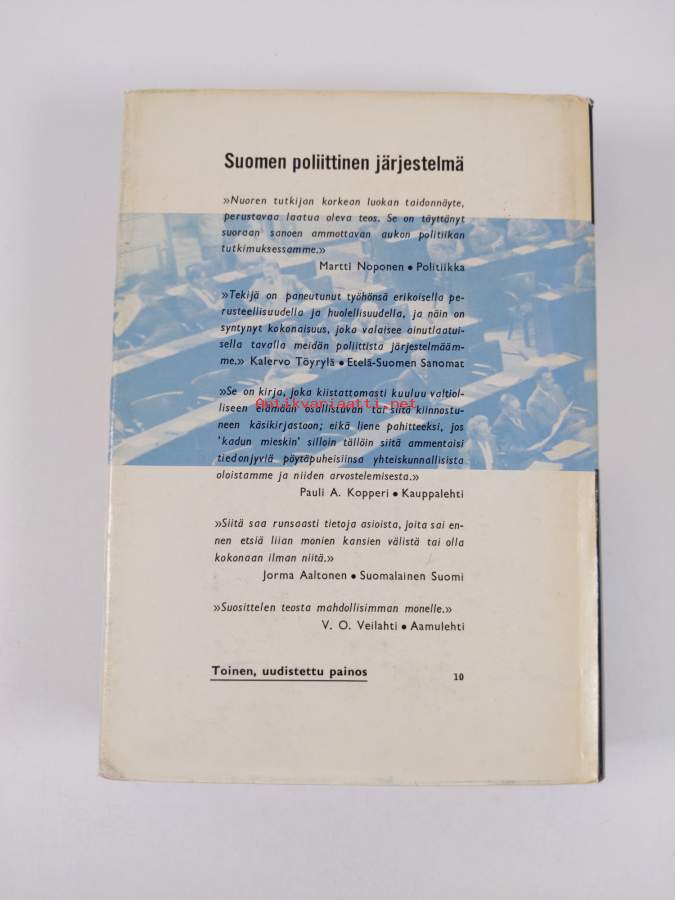 Suomen poliittinen järjestelmä
»Nuoren tutkijan korkean luokan taidonnäyte,
perustavaa laatua oleva teos. Se on täyttänyt
suoraan sanoen ammottavan aukon politiikan
tutkimuksessamme.»
Martti Noponen • Politiikka
»Tekijä on paneutunut työhönsä erikoisella pe-
rusteellisuudella ja huolellisuudella, ja näin on
syntynyt kokonaisuus, joka valaisee ainutlaatui-
sella tavalla meidän poliittista järjestelmääm-
me.» Kalervo Töyrylä • Etelä-Suomen Sanomat
»Se on kirja, joka kiistattomasti kuuluu valtiol-
Antikvariaatti.net
liseen elämään osallistuvan tai siitä kiinnostu-
neen käsikirjastoon; eikä liene pahitteeksi, jos
'kadun mieskin' silloin tällöin siitä ammentaisi
tiedonjyviä pöytäpuheisiinsa yhteiskunnallisista
oloistamme ja niiden arvostelemisesta.»
Pauli A. Kopperi • Kauppalehti
»Siitä saa runsaasti tietoja asioista, joita sai en-
nen etsiä liian monien kansien välistä tai olla
kokonaan ilman niitä.»
Jorma Aaltonen • Suomalainen Suomi
»Suosittelen teosta mahdollisimman monelle.»
V. O. Veilahti • Aamulehti
Toinen, uudistettu painos 10